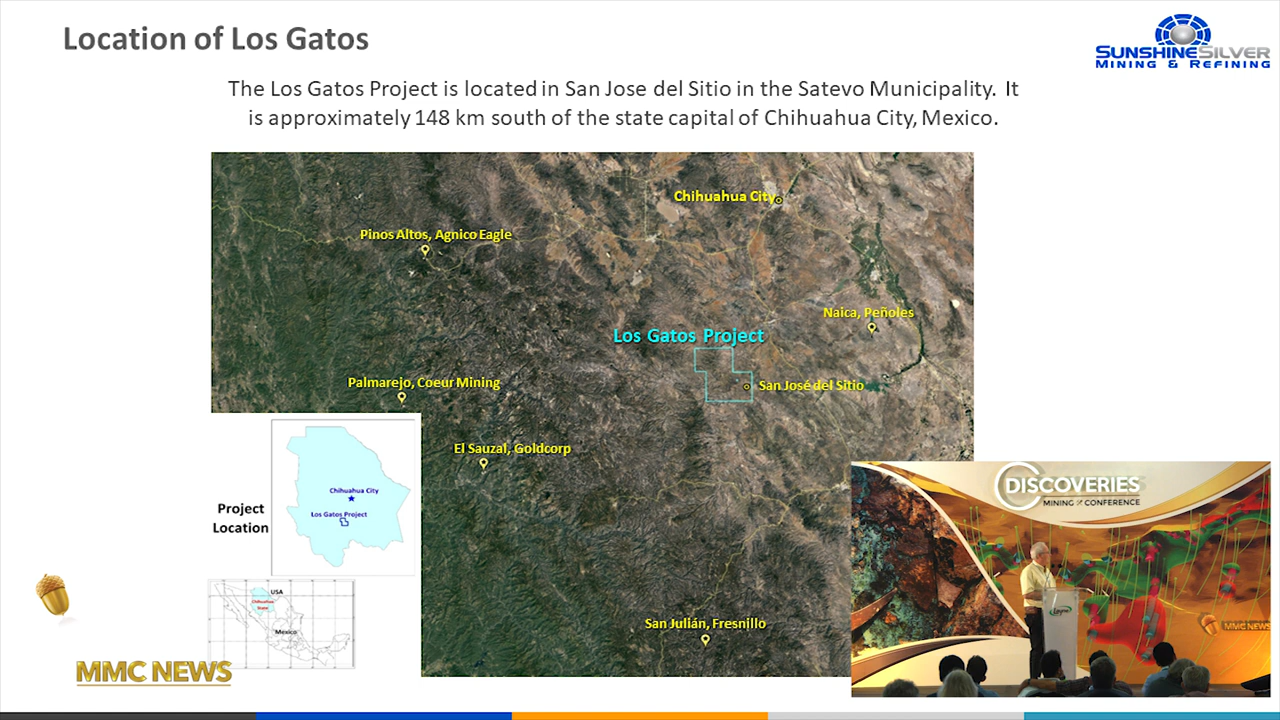 Location of Los Gatos
SUNSHINE SILVER
MINING & REFINING
The Los Gatos Project is located in San Jose del Sitio in the Satevo Municipality. It
is approximately 148 km south of the state capital of Chihuahua City, Mexico.
Chihuahua City
Pinos Altos, Agnico Eagle
Naica, Peñoles
Los Gatos Project
Palmarejo, Coeur Mining
San José del Sitio
El Sauzal, Goldcorp
San Julián, Fresnillo
Project
Location
Chihuahua City
Los Gatos Project
USA
Chihuahua
State
Mexico
DISCOVERIES
MINING CONFERENCE
Layne
MMC NEWS
MMC NEWS